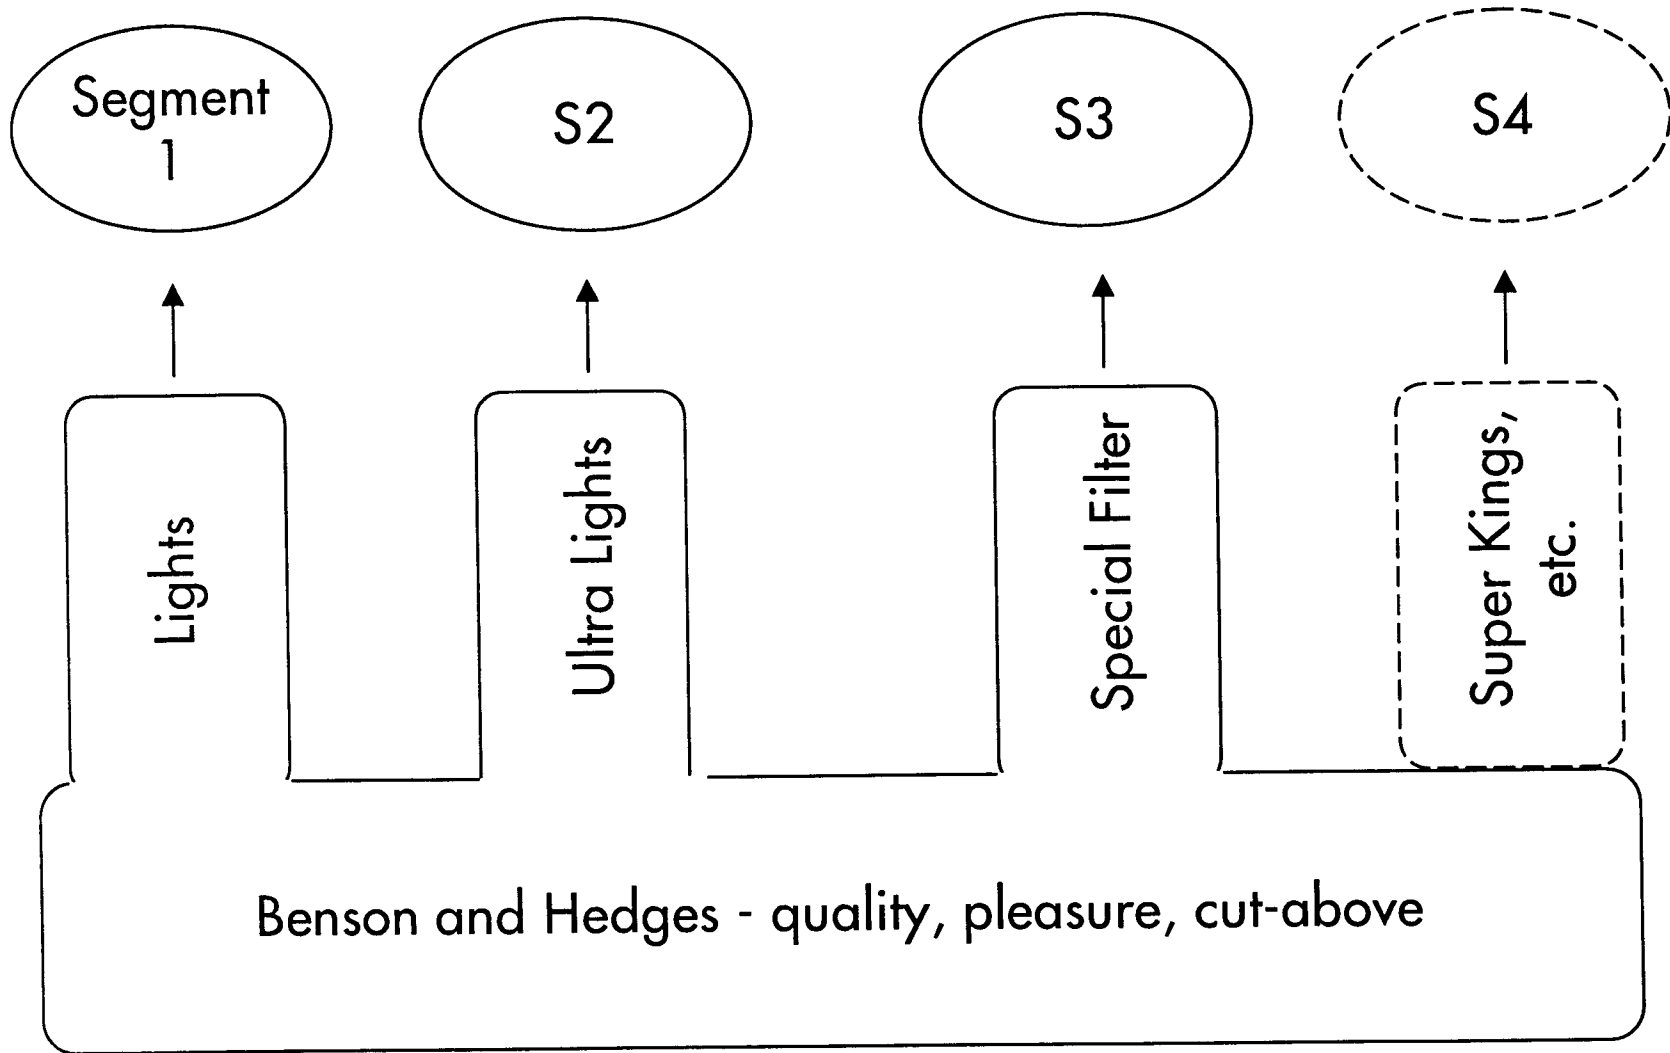 Segment
1
S2
S3
S4
Lights
Ultra Lights
Special Filter
Super Kings,
etc.
Benson and Hedges - quality, pleasure, cut-above